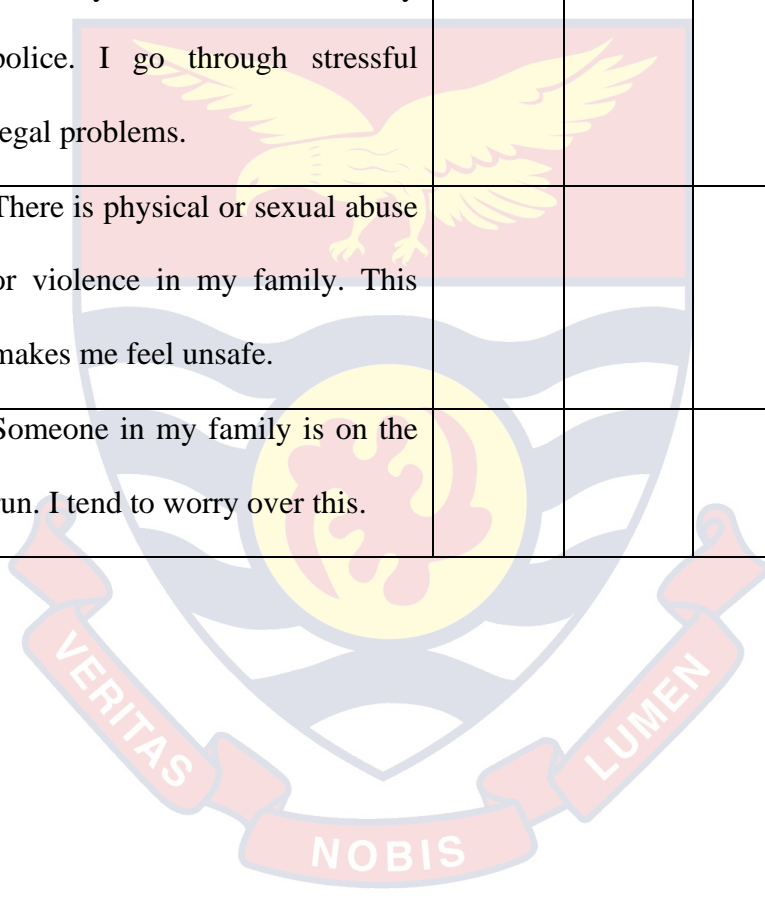 police. I go through stressful
legal problems.
There is physical or sexual abuse
or violence in my family. This
makes me feel unsafe.
Someone in my family is on the
run. I tend to worry over this.
VERITAS
NOBIS
LUMEN